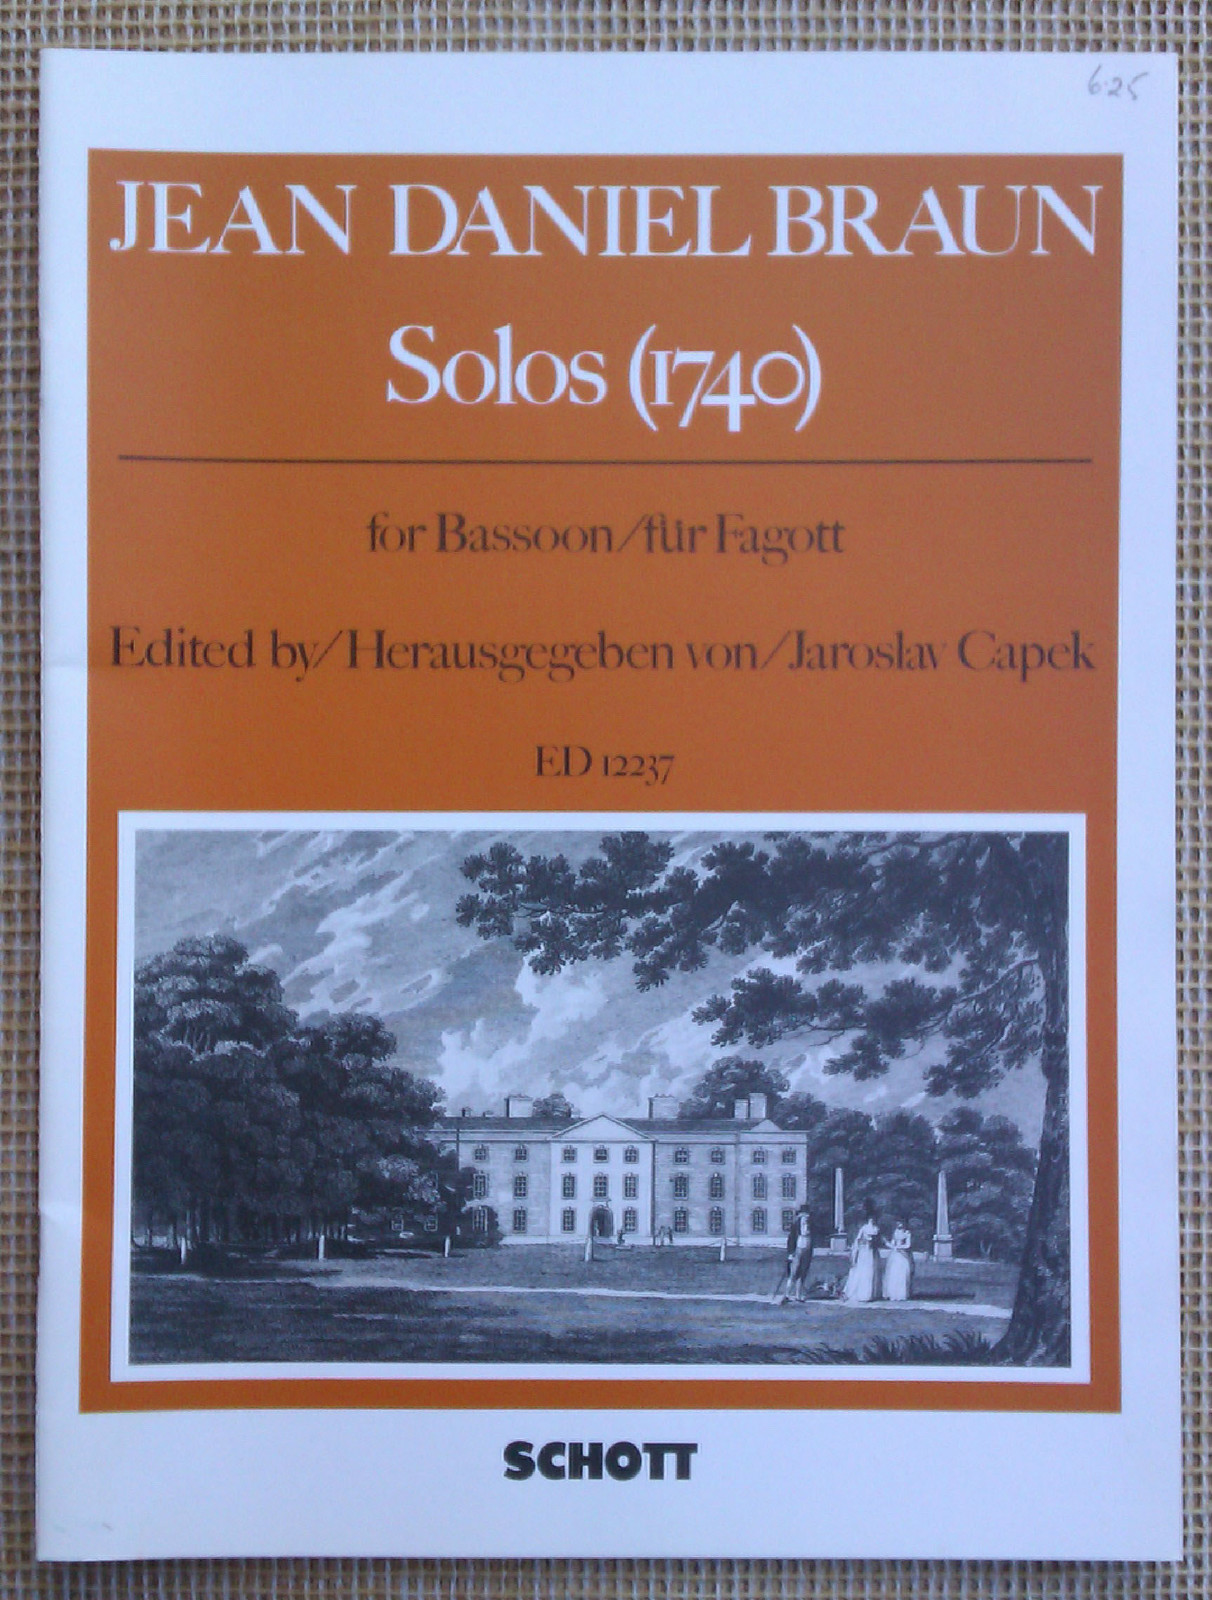 6.25
JEAN DANIEL BRAUN
Solos (1740)
for Bassoon/für Fagott
Edited by/Herausgegeben von/Jaroslav Capek
ED 12237
SCHOTT